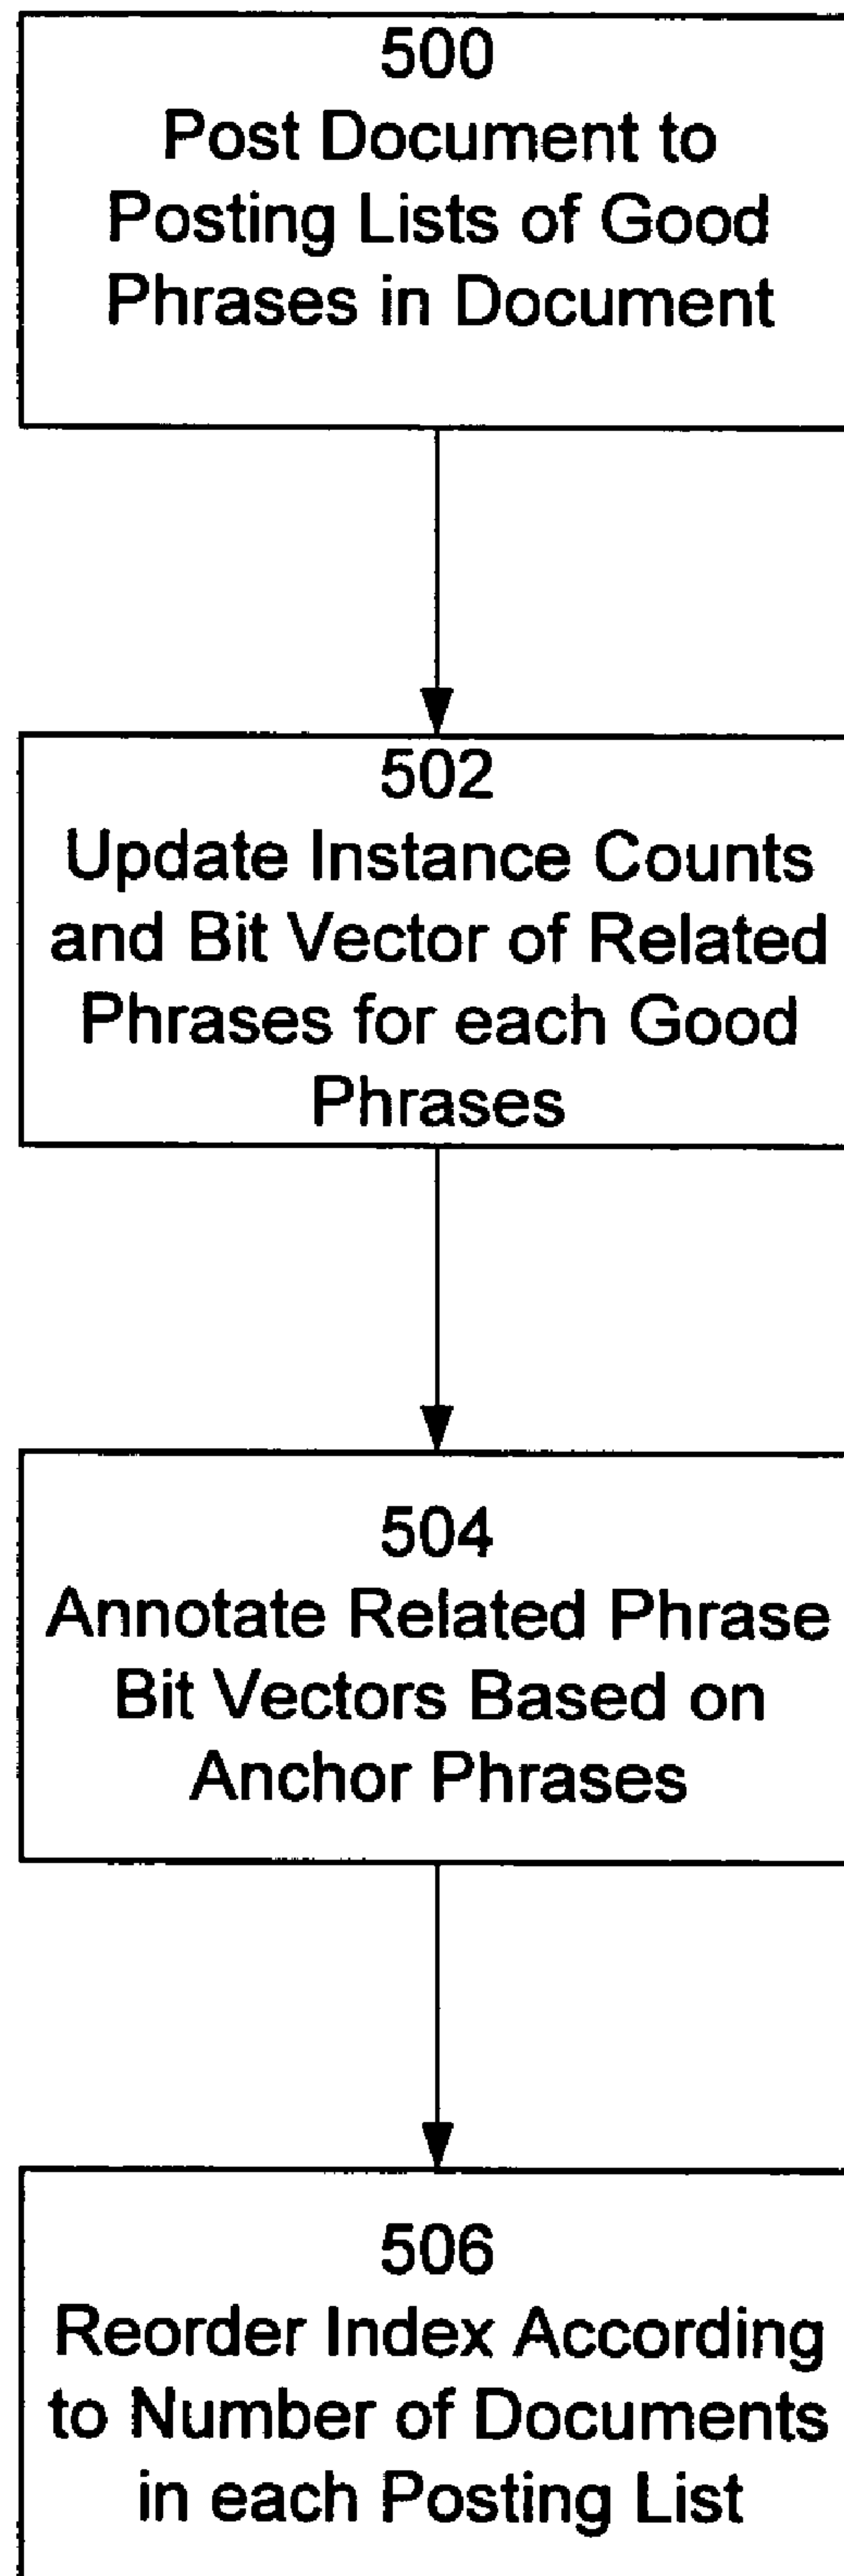 500
Post Document to
Posting Lists of Good
Phrases in Document
502
Update Instance Counts
and Bit Vector of Related
Phrases for each Good
Phrases
504
Annotate Related Phrase
Bit Vectors Based on
Anchor Phrases
506
Reorder Index According
to Number of Documents
in each Posting List